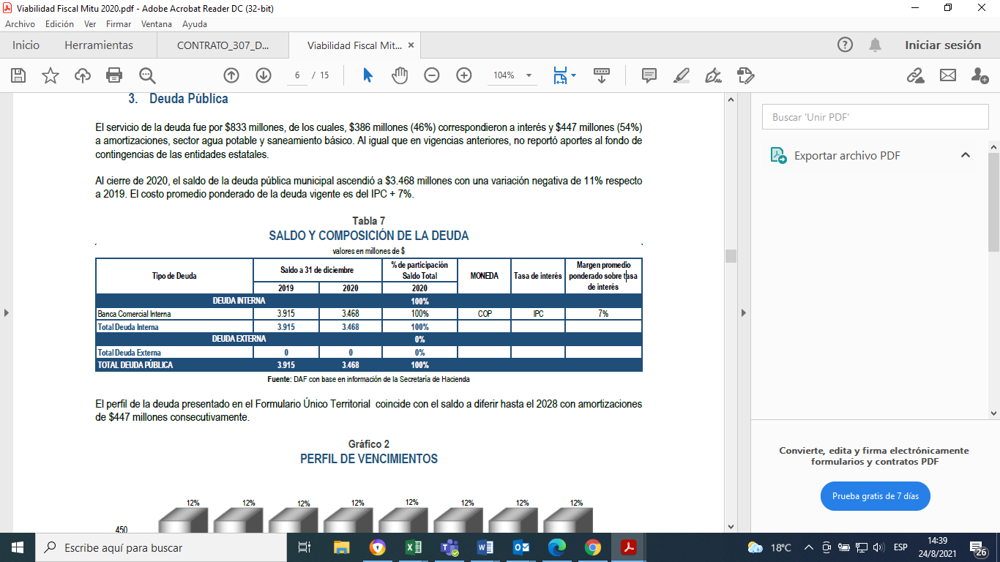 Viabilidad Fiscal Mitu 2020.pdf - Adobe Acrobat Reader DC (32-bit)
Archivo Edición Ver Firmar Ventana Ayuda
Inicio Herramientas CONTRATO_307_D... Viabilidad Fiscal Mit... × Iniciar sesión
6 / 15 104%
3. Deuda Pública
El servicio de la deuda fue por $833 millones, de los cuales, $386 millones (46%) correspondieron a interés y $447 millones (54%)
a amortizaciones, sector agua potable y saneamiento básico. Al igual que en vigencias anteriores, no reportó aportes al fondo de
contingencias de las entidades estatales.
Al cierre de 2020, el saldo de la deuda pública municipal ascendió a $3.468 millones con una variación negativa de 11% respecto
a 2019. El costo promedio ponderado de la deuda vigente es del IPC + 7%.
Tabla 7
SALDO Y COMPOSICIÓN DE LA DEUDA
valores en millones de $
Tipo de Deuda Saldo a 31 de diciembre % de participación Saldo Total MONEDA Tasa de interés Margen promedio ponderado sobre tasa de interés
2019 2020 2020
DEUDA INTERNA 100%
Banca Comercial Interna 3.915 3.468 100% COP IPC 7%
Total Deuda Interna 3.915 3.468 100%
DEUDA EXTERNA 0%
Total Deuda Externa 0 0 0%
TOTAL DEUDA PÚBLICA 3.915 3.468 100%
Fuente: DAF con base en información de la Secretaría de Hacienda
El perfil de la deuda presentado en el Formulario Único Territorial coincide con el saldo a diferir hasta el 2028 con amortizaciones
de $447 millones consecutivamente.
Gráfico 2
PERFIL DE VENCIMIENTOS
12% 12% 12% 12% 12% 12% 12% 12%
450
Buscar 'Unir PDF'
Exportar archivo PDF
Convierte, edita y firma electrónicamente
formularios y contratos PDF
Prueba gratis de 7 días
Escribe aquí para buscar
18°C ESP 14:39
24/8/2021
26